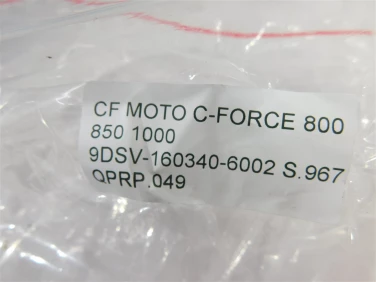 CF MOTO C-FORCE 800
850 1000
9DSV-160340-6002 S.967
QPRP.049